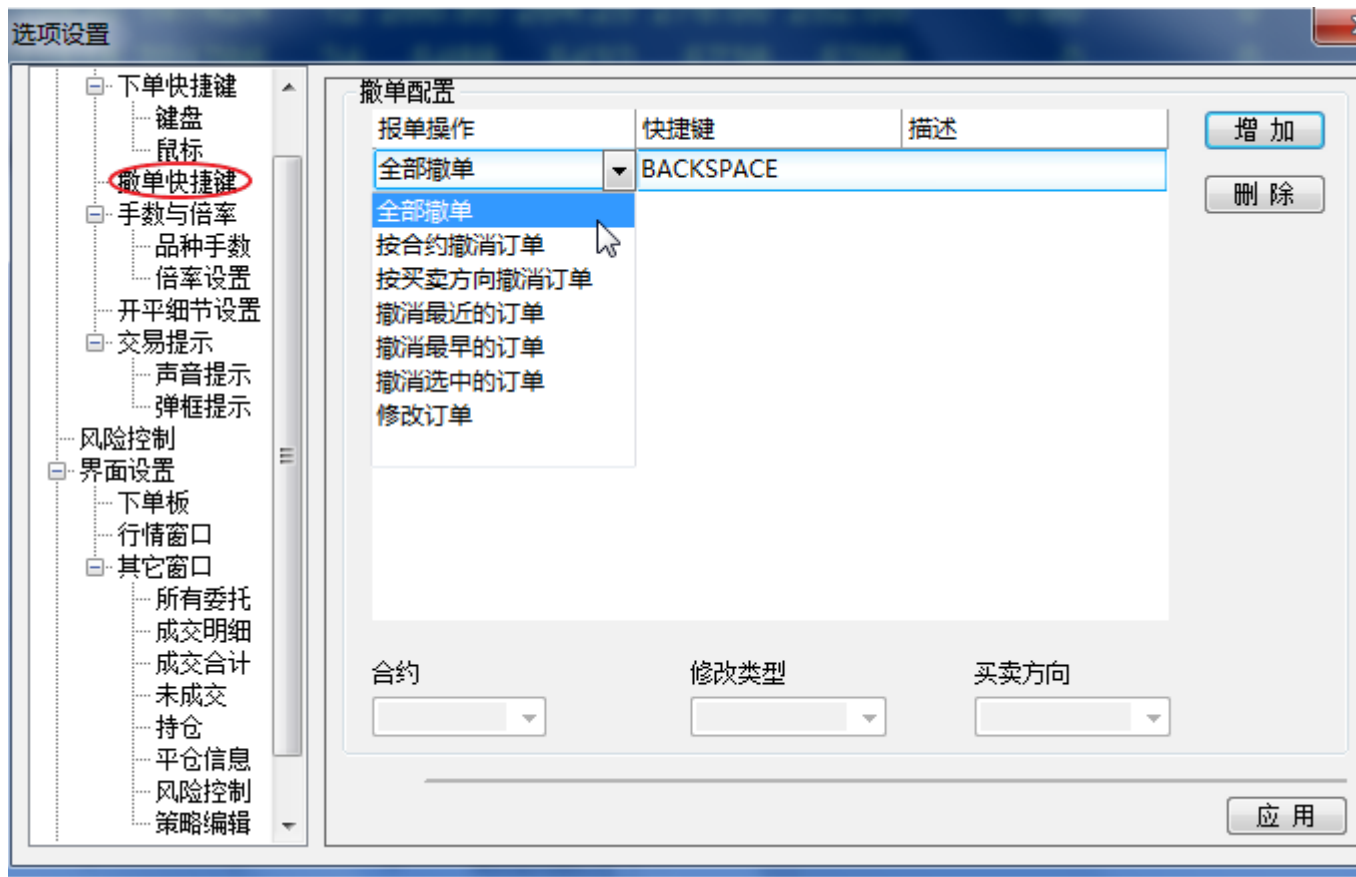 选项设置
下单快捷键
键盘
鼠标
撤单快捷键
手数与倍率
品种手数
倍率设置
开平细节设置
交易提示
声音提示
弹框提示
风险控制
界面设置
下单板
行情窗口
其它窗口
所有委托
成交明细
成交合计
未成交
持仓
平仓信息
风险控制
策略编辑
撤单配置
报单操作 快捷键 描述
全部撤单 BACKSPACE
全部撤单
按合约撤消订单
按买卖方向撤消订单
撤消最近的订单
撤消最早的订单
撤消选中的订单
修改订单
增 加
删 除
合约 修改类型 买卖方向
应 用